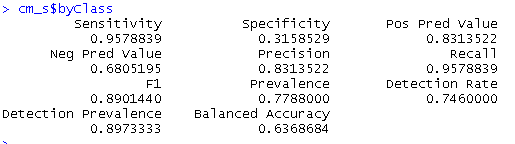 > cm_s$byClass
Sensitivity Specificity Pos Pred Value
0.9578839 0.3158529 0.8313522
Neg Pred Value Precision Recall
0.6805195 0.8313522 0.9578839
F1 Prevalence Detection Rate
0.8901440 0.7788000 0.7460000
Detection Prevalence Balanced Accuracy
0.8973333 0.6368684